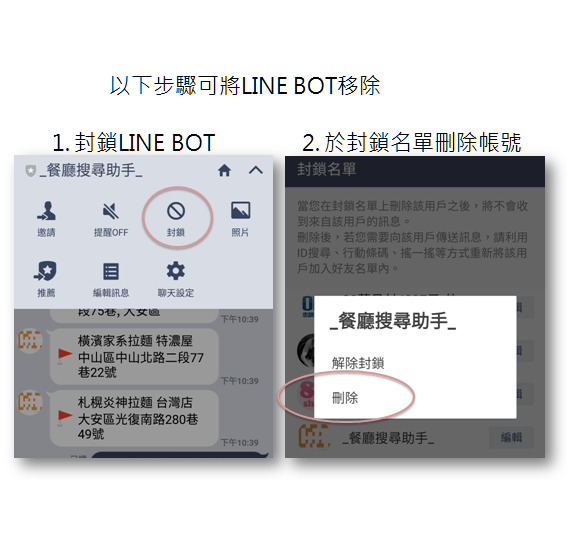 以下步驟可將LINE BOT移除
1. 封鎖LINE BOT
2. 於封鎖名單刪除帳號
_餐廳搜尋助手_
邀請
提醒OFF
封鎖
照片
推薦
編輯訊息
聊天設定
段75巷, 大安區
下午10:39
橫濱家系拉麵 特濃屋
中山區中山北路二段77
巷22號
下午10:39
札幌炎神拉麵 台灣店
大安區光復南路280巷
49號
下午10:39
封鎖名單
當您在封鎖名單上刪除該用戶之後，將不會收
到來自該用戶的訊息。
刪除後，若您需要向該用戶傳送訊息，請利用
ID搜尋、行動條碼、搖一搖等方式重新將該用
戶加入好友名單內。
_餐廳搜尋助手_
解除封鎖
刪除
_餐廳搜尋助手_
編輯